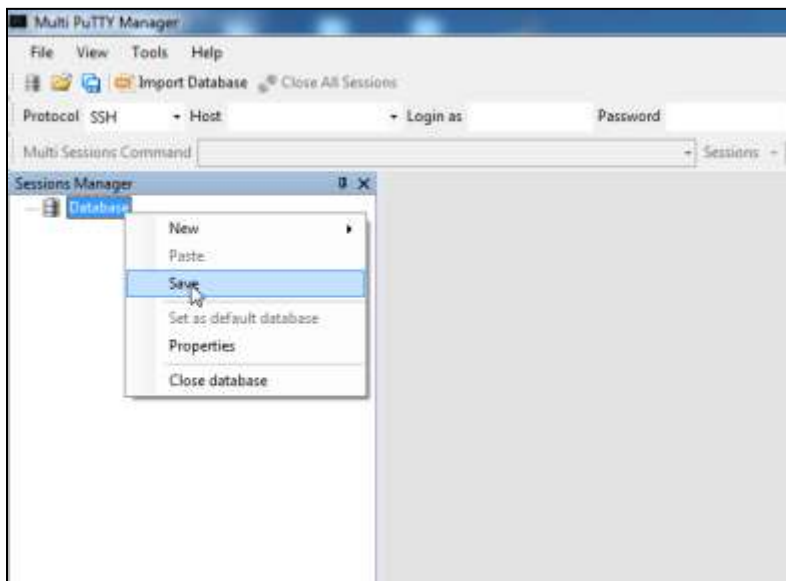 Multi PuTTY Manager
File View Tools Help
Import Database Close All Sessions
Protocol SSH Host Login as Password
Multi Sessions Command Sessions
Sessions Manager
Database
New
Paste
Save
Set as default database
Properties
Close database